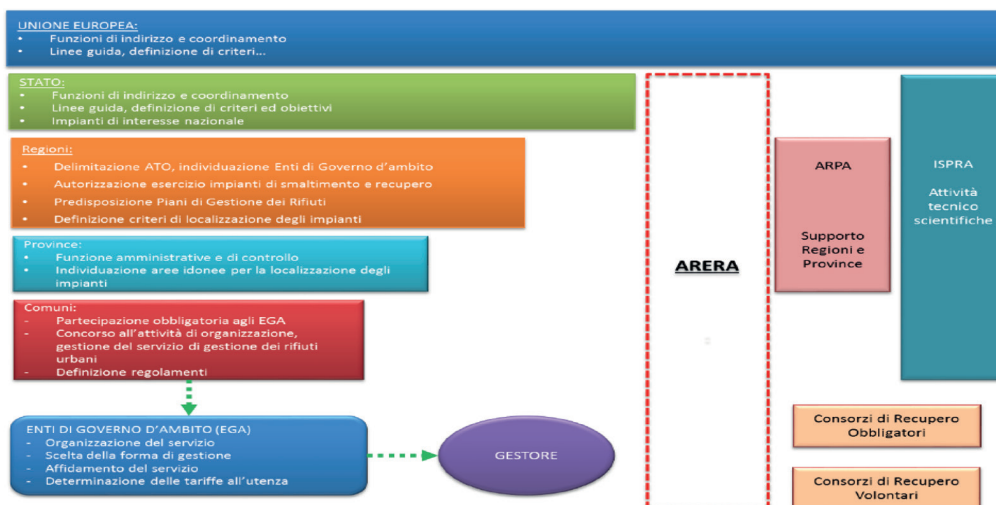 UNIONE EUROPEA:
• Funzioni di indirizzo e coordinamento
• Linee guida, definizione di criteri...
STATO:
• Funzioni di indirizzo e coordinamento
• Linee guida, definizione di criteri ed obiettivi
• Impianti di interesse nazionale
Regioni:
• Delimitazione ATO, individuazione Enti di Governo d'ambito
• Autorizzazione esercizio impianti di smaltimento e recupero
• Predisposizione Piani di Gestione dei Rifiuti
• Definizione criteri di localizzazione degli impianti
Province:
• Funzione amministrative e di controllo
• Individuazione aree idonee per la localizzazione degli
impianti
Comuni:
- Partecipazione obbligatoria agli EGA
- Concorso all'attività di organizzazione,
gestione del servizio di gestione dei rifiuti
urbani
- Definizione regolamenti
ENTI DI GOVERNO D'AMBITO (EGA)
- Organizzazione del servizio
- Scelta della forma di gestione
- Affidamento del servizio
- Determinazione delle tariffe all'utenza
GESTORE
ARERA
ARPA
Supporto
Regioni e
Province
ISPRA
Attività
tecnico
scientifiche
Consorzi di Recupero
Obbligatori
Consorzi di Recupero
Volontari